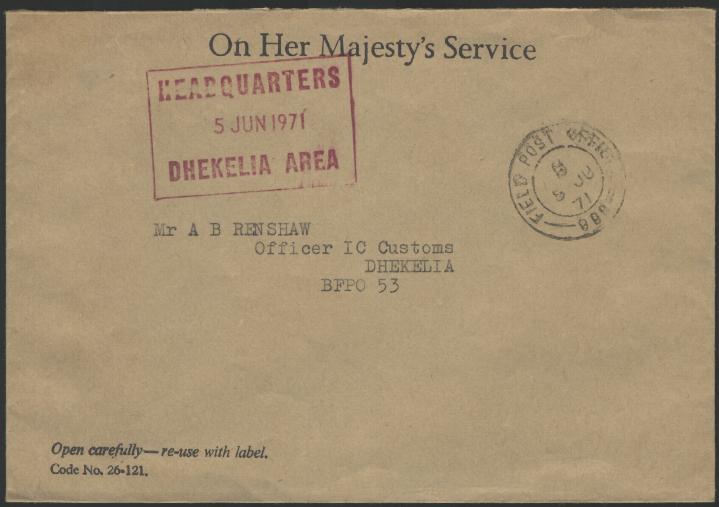 On Her Majesty's Service
HEADQUARTERS
5 JUN 1971
DHEKELIA AREA
FIELD POST OFFICE
JU
71
Mr A B RENSHAW
Officer IC Customs
DHEKELIA
BFPO 53
Open carefully—re-use with label.
Code No. 26-121.